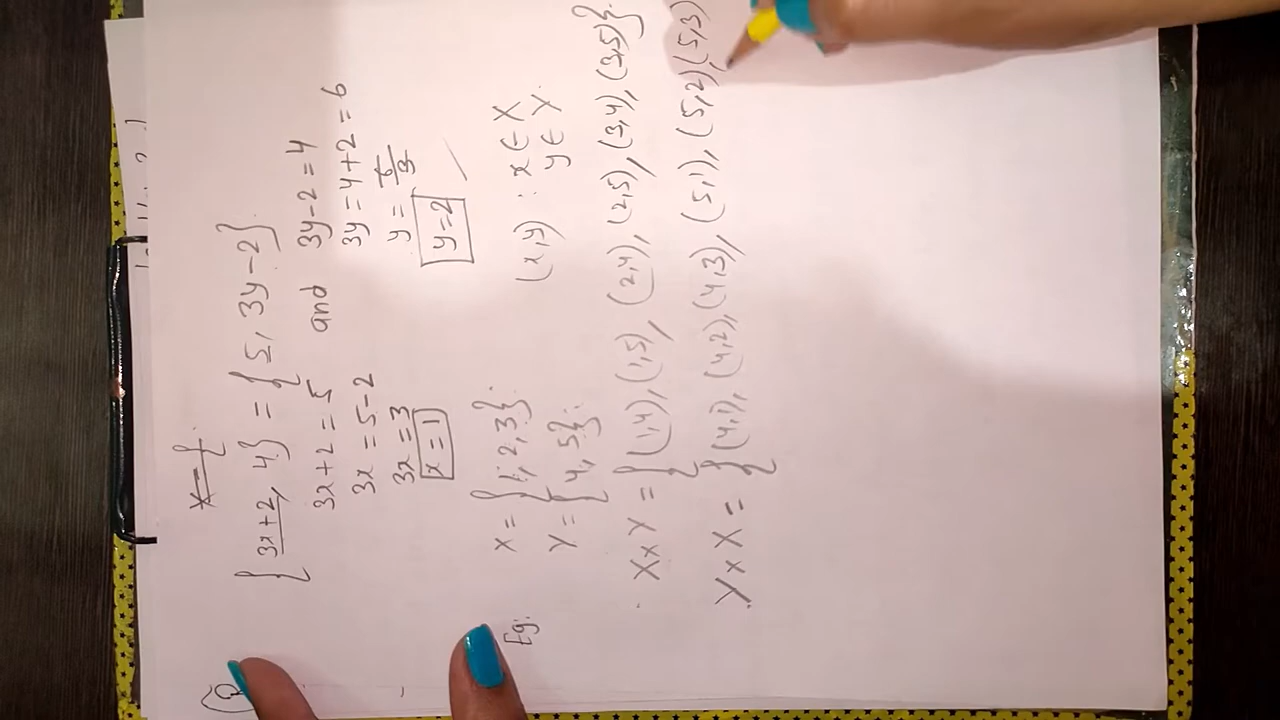 Q
{3x+2, 4} = {5, 3y-2}.
3x+2 = 5 and 3y-2 = 4
3x = 5-2 3y = 4+2 = 6
3x = 3 y = 6/3
x = 1 y = 2
Eg: X = {1, 2, 3}. (x,y) : x ∈ X
Y = {4, 5}. y ∈ Y.
X x Y = {(1,4), (1,5), (2,4), (2,5), (3,4), (3,5)}.
Y x X = {(4,1), (4,2), (4,3), (5,1), (5,2), (5,3)